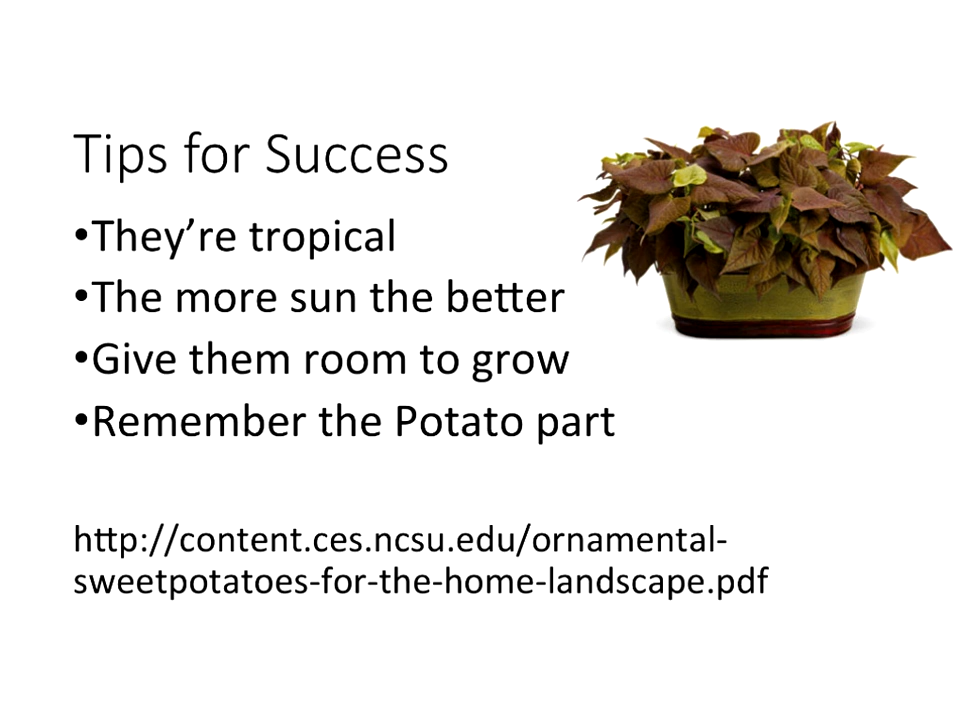 Tips for Success
•They’re tropical
•The more sun the better
•Give them room to grow
•Remember the Potato part
http://content.ces.ncsu.edu/ornamental-
sweetpotatoes-for-the-home-landscape.pdf